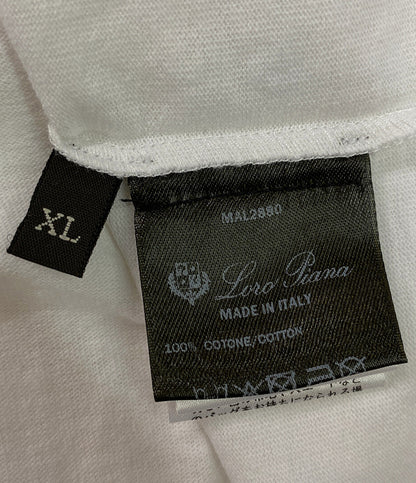 XL
MAL2880
Loro Piana
MADE IN ITALY
100% COTONE/COTTON